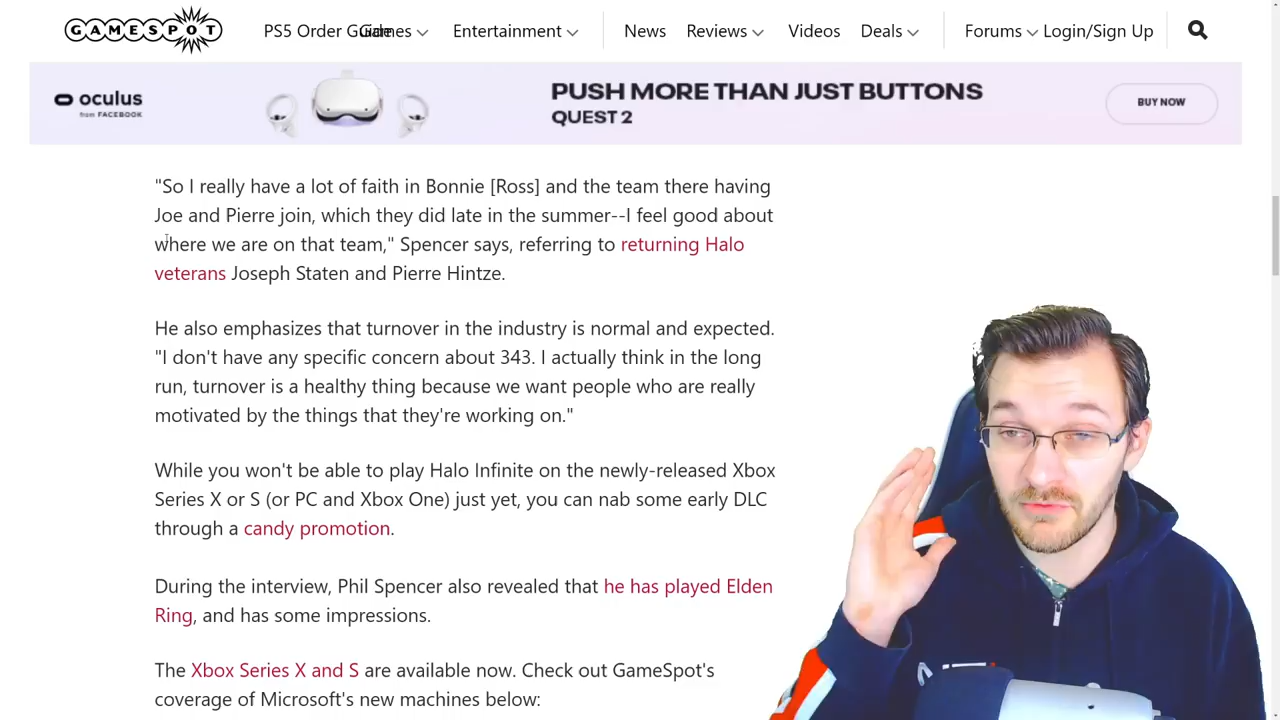 GAMESPOT
PS5 Order Guide Games Entertainment News Reviews Videos Deals Forums Login/Sign Up
oculus
from FACEBOOK
PUSH MORE THAN JUST BUTTONS
QUEST 2
BUY NOW
"So I really have a lot of faith in Bonnie [Ross] and the team there having
Joe and Pierre join, which they did late in the summer--I feel good about
where we are on that team," Spencer says, referring to returning Halo
veterans Joseph Staten and Pierre Hintze.
He also emphasizes that turnover in the industry is normal and expected.
"I don't have any specific concern about 343. I actually think in the long
run, turnover is a healthy thing because we want people who are really
motivated by the things that they're working on."
While you won't be able to play Halo Infinite on the newly-released Xbox
Series X or S (or PC and Xbox One) just yet, you can nab some early DLC
through a candy promotion.
During the interview, Phil Spencer also revealed that he has played Elden
Ring, and has some impressions.
The Xbox Series X and S are available now. Check out GameSpot's
coverage of Microsoft's new machines below: